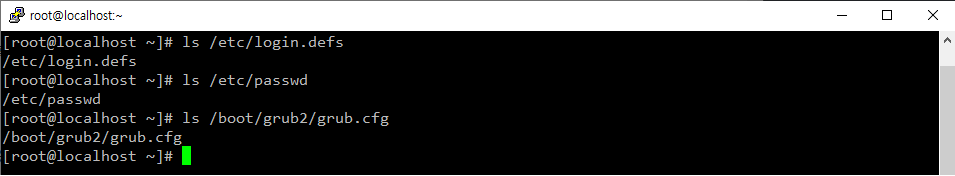 root@localhost:~
[root@localhost ~]# ls /etc/login.defs
/etc/login.defs
[root@localhost ~]# ls /etc/passwd
/etc/passwd
[root@localhost ~]# ls /boot/grub2/grub.cfg
/boot/grub2/grub.cfg
[root@localhost ~]#